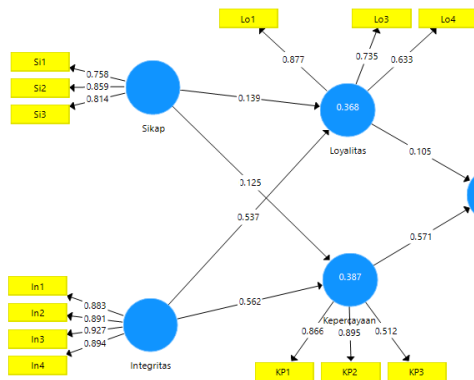 Lo1
Lo3
Lo4
Si1
Si2
Si3
0.758
0.859
0.814
Sikap
0.877
0.735
0.633
0.368
Loyalitas
0.139
0.105
0.125
0.537
0.571
0.562
In1
In2
In3
In4
0.883
0.891
0.927
0.894
Integritas
0.387
Kepercayaan
0.866
0.895
0.512
KP1
KP2
KP3